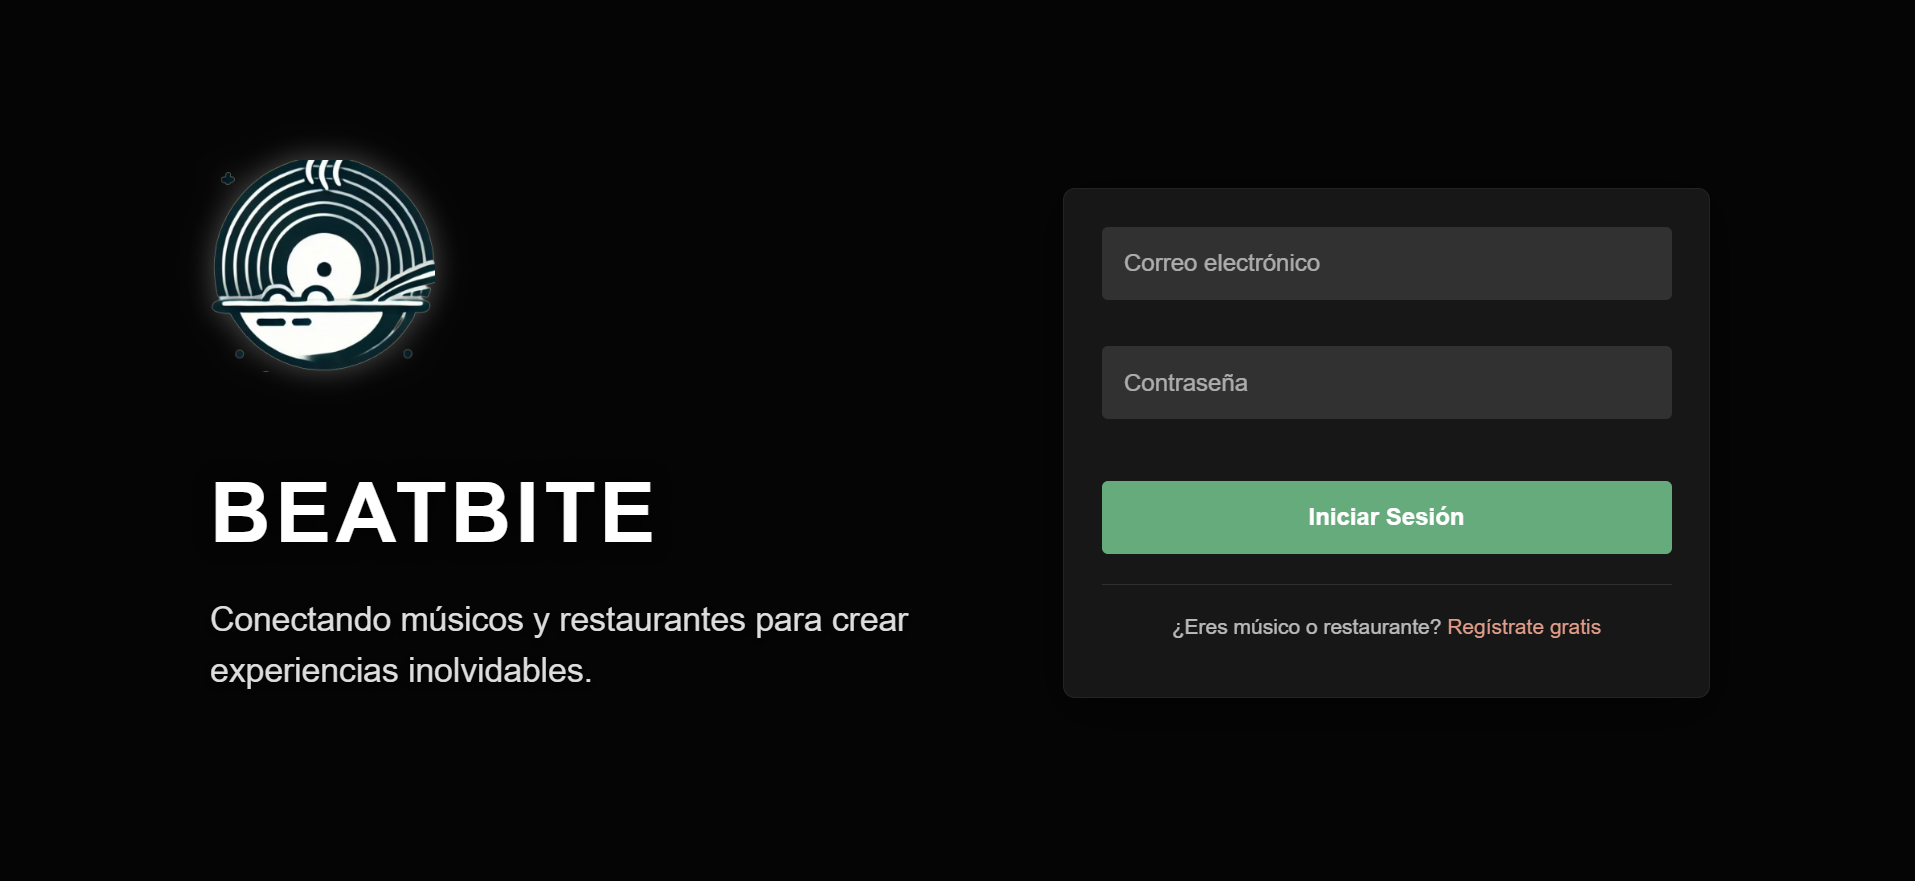 BEATBITE
Conectando músicos y restaurantes para crear
experiencias inolvidables.
Correo electrónico
Contraseña
Iniciar Sesión
¿Eres músico o restaurante? Regístrate gratis